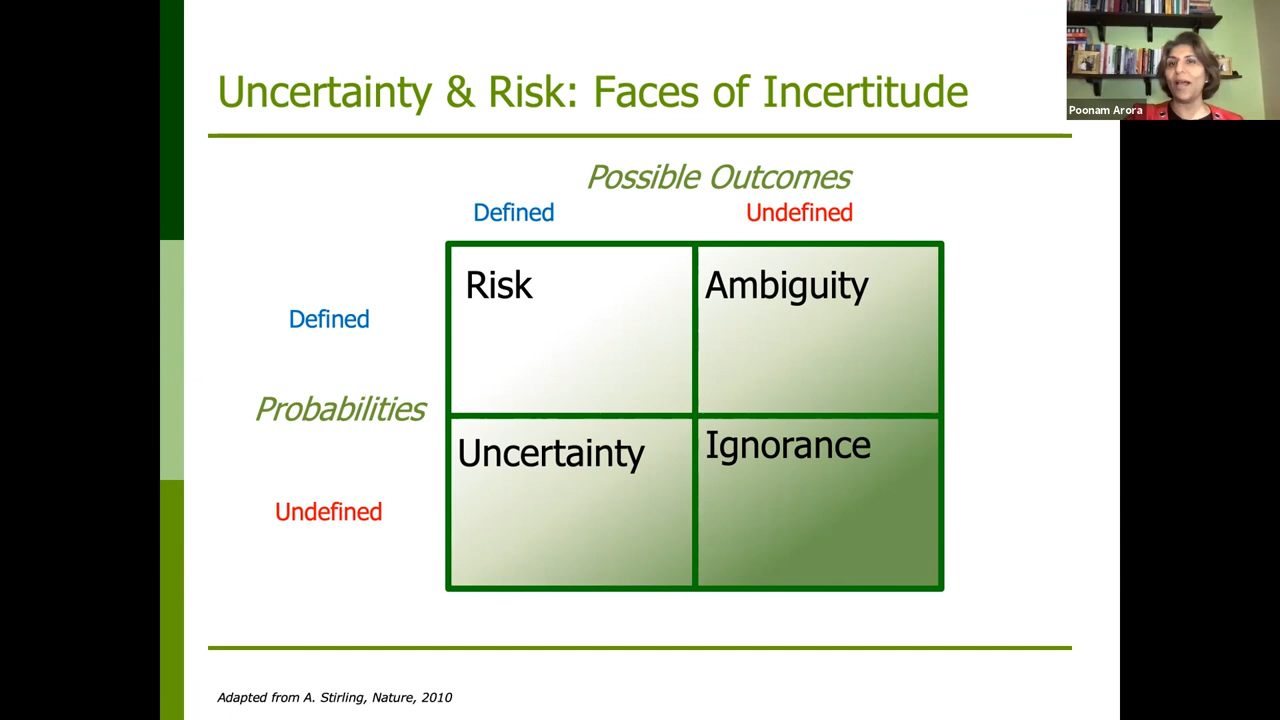 Uncertainty & Risk: Faces of Incertitude
Poonam Arora
Possible Outcomes
Defined
Undefined
Risk
Ambiguity
Defined
Probabilities
Uncertainty
Ignorance
Undefined
Adapted from A. Stirling, Nature, 2010